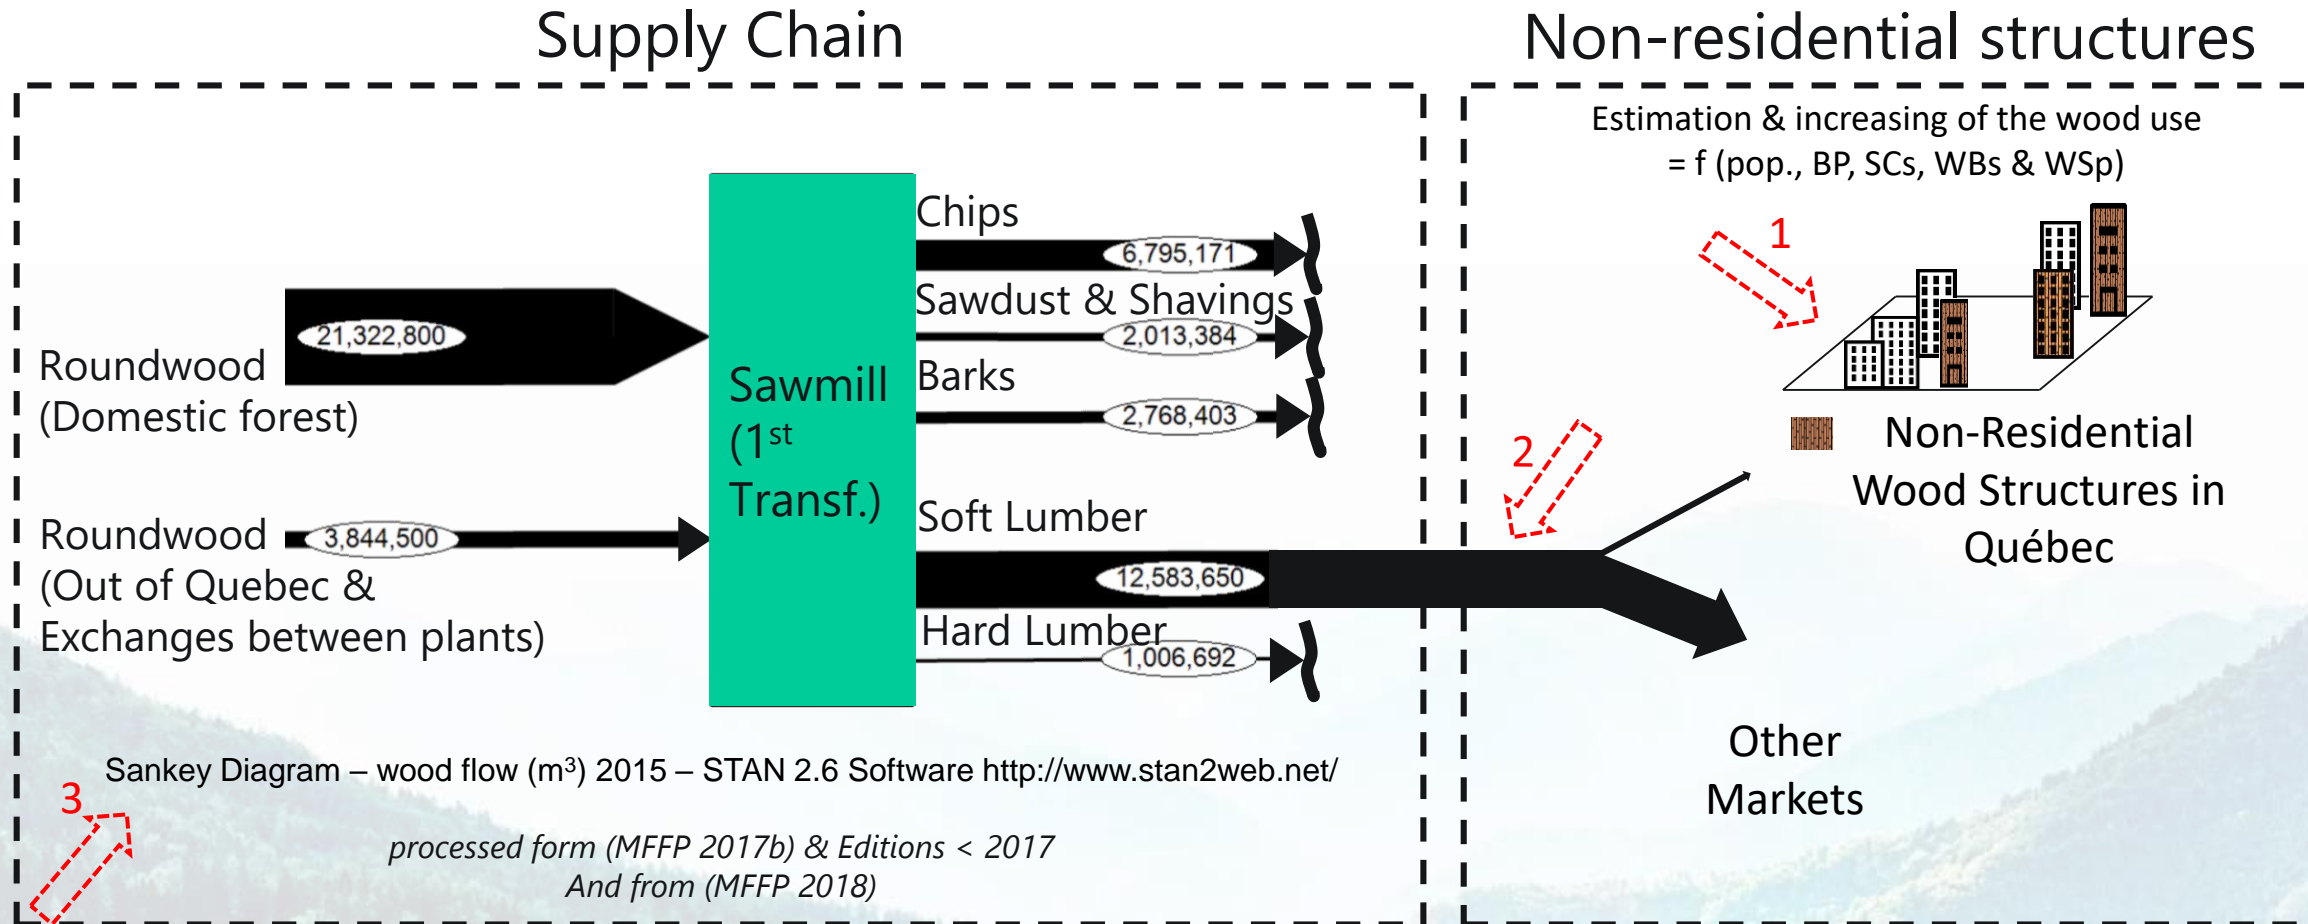 Supply Chain
Non-residential structures
Estimation & increasing of the wood use
= f (pop., BP, SCs, WBs & WSp)
1
Chips
6,795,171
Sawdust & Shavings
2,013,384
Barks
2,768,403
21,322,800
Roundwood
(Domestic forest)
Sawmill
(1st
Transf.)
Soft Lumber
12,583,650
Hard Lumber
1,006,692
3,844,500
Roundwood
(Out of Quebec &
Exchanges between plants)
2
Non-Residential
Wood Structures in
Québec
Other
Markets
Sankey Diagram – wood flow (m³) 2015 – STAN 2.6 Software http://www.stan2web.net/
3
processed form (MFFP 2017b) & Editions < 2017
And from (MFFP 2018)